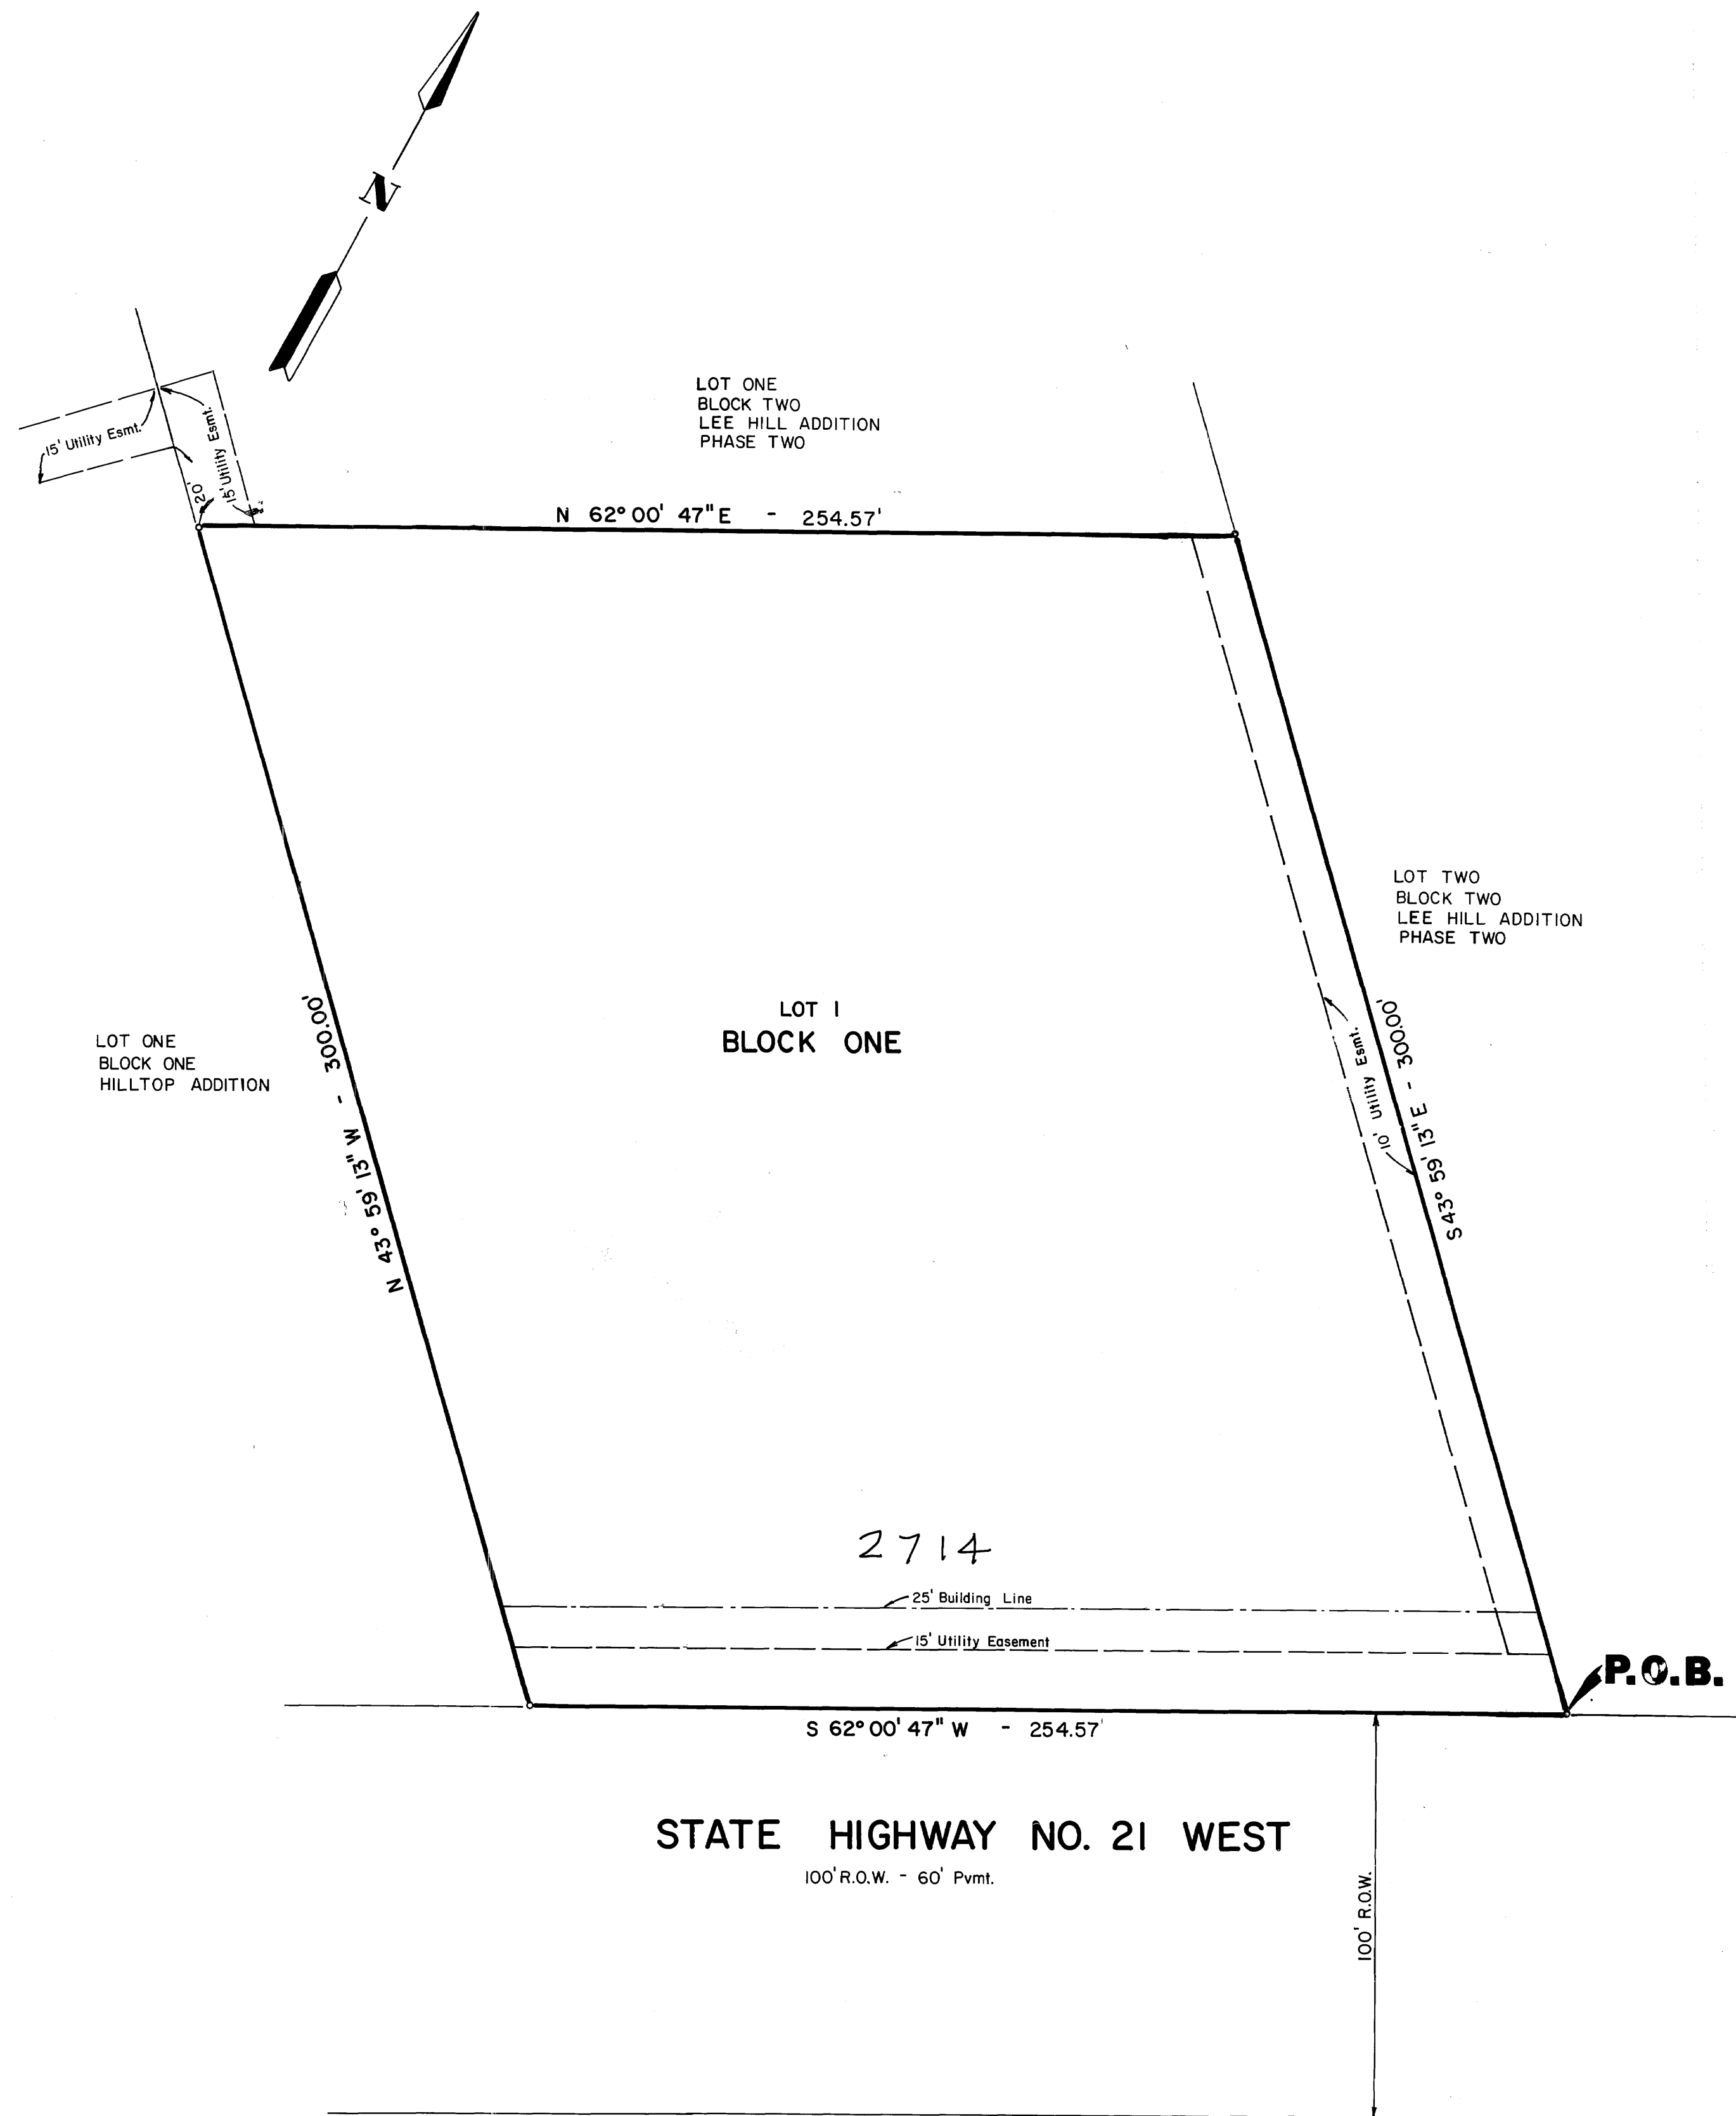 N
LOT ONE
BLOCK TWO
LEE HILL ADDITION
PHASE TWO
15' Utility Esmt.
15' Utility Esmt.
20'
N 62° 00' 47" E - 254.57'
LOT TWO
BLOCK TWO
LEE HILL ADDITION
PHASE TWO
LOT 1
BLOCK ONE
LOT ONE
BLOCK ONE
HILLTOP ADDITION
N 43° 59' 13" W - 300.00'
10' Utility Esmt.
S 43° 59' 13" E - 300.00'
2714
25' Building Line
15' Utility Easement
P.O.B.
S 62° 00' 47" W - 254.57'
STATE HIGHWAY NO. 21 WEST
100' R.O.W. - 60' Pvmt.
100' R.O.W.